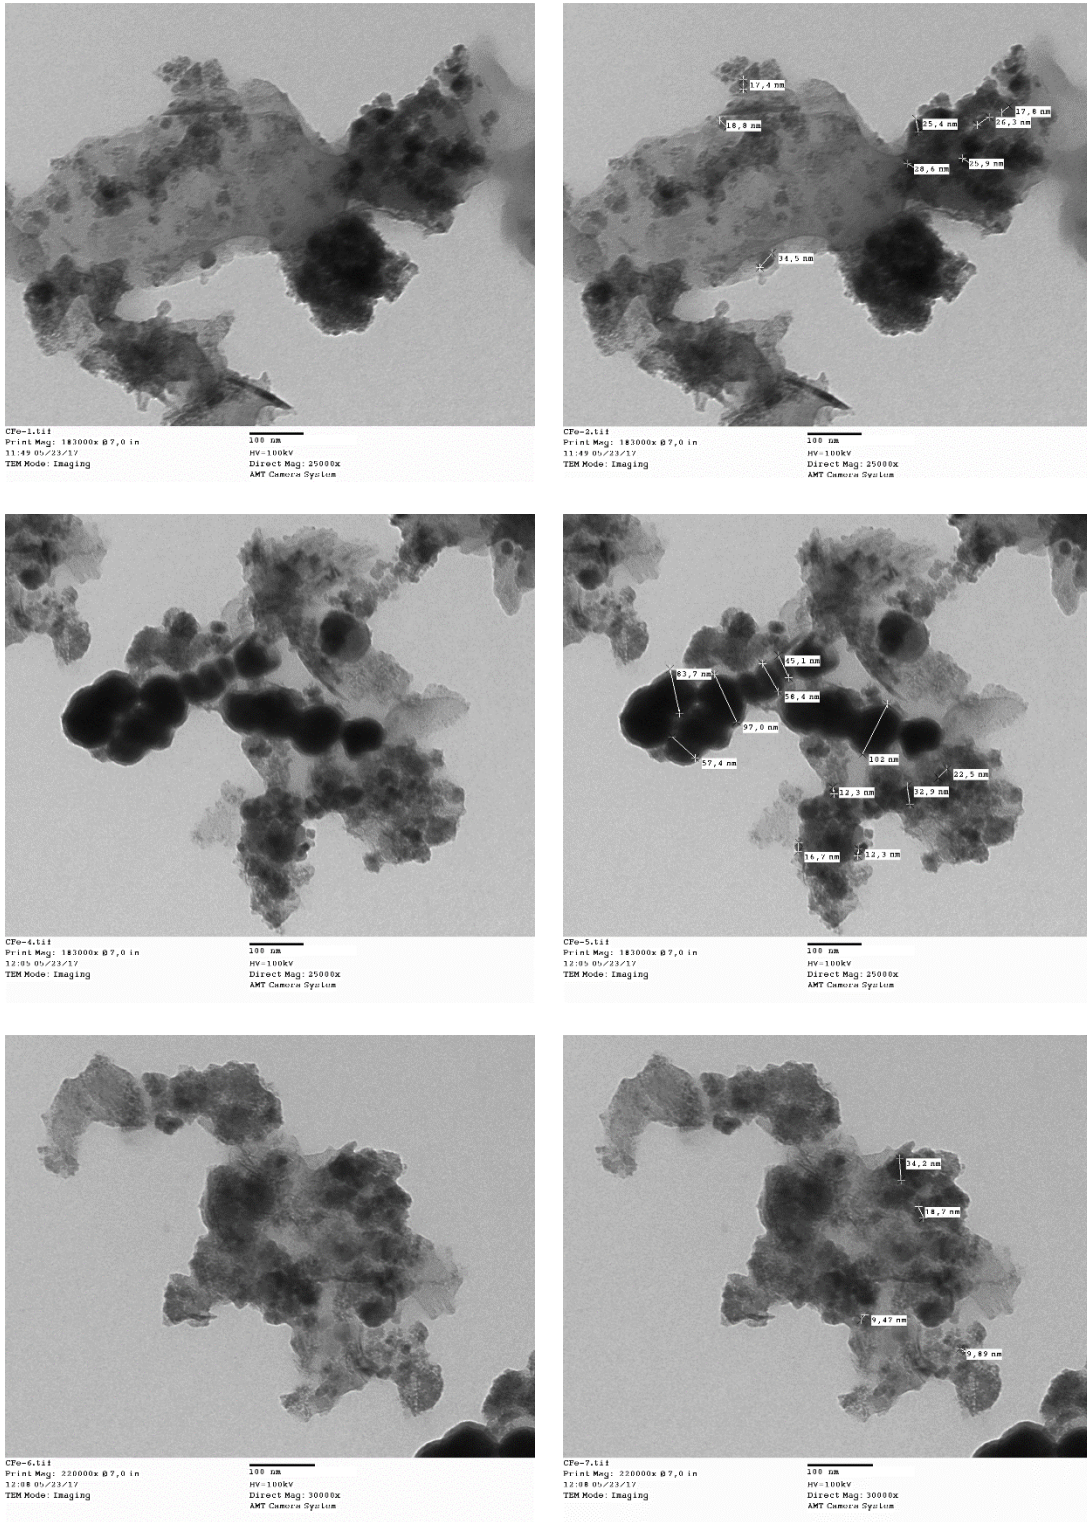 CFe-1.tif
Print Mag: 183000x @ 7,0 in
11:49 05/23/17
TEM Mode: Imaging
100 nm
HV=100kV
Direct Mag: 25000x
AMT Camera System
17,4 nm
18,8 nm
25,4 nm
17,8 nm
26,3 nm
28,6 nm
25,9 nm
34,5 nm
CFe-2.tif
Print Mag: 183000x @ 7,0 in
11:49 05/23/17
TEM Mode: Imaging
100 nm
HV=100kV
Direct Mag: 25000x
AMT Camera System
CFe-4.tif
Print Mag: 183000x @ 7,0 in
12:05 05/23/17
TEM Mode: Imaging
100 nm
HV=100kV
Direct Mag: 25000x
AMT Camera System
83,7 nm
45,1 nm
58,4 nm
97,0 nm
57,4 nm
102 nm
22,5 nm
12,3 nm
32,9 nm
16,7 nm
12,3 nm
CFe-5.tif
Print Mag: 183000x @ 7,0 in
12:05 05/23/17
TEM Mode: Imaging
100 nm
HV=100kV
Direct Mag: 25000x
AMT Camera System
CFe-6.tif
Print Mag: 220000x @ 7,0 in
12:08 05/23/17
TEM Mode: Imaging
100 nm
HV=100kV
Direct Mag: 30000x
AMT Camera System
34,2 nm
18,7 nm
9,47 nm
9,89 nm
CFe-7.tif
Print Mag: 220000x @ 7,0 in
12:08 05/23/17
TEM Mode: Imaging
100 nm
HV=100kV
Direct Mag: 30000x
AMT Camera System